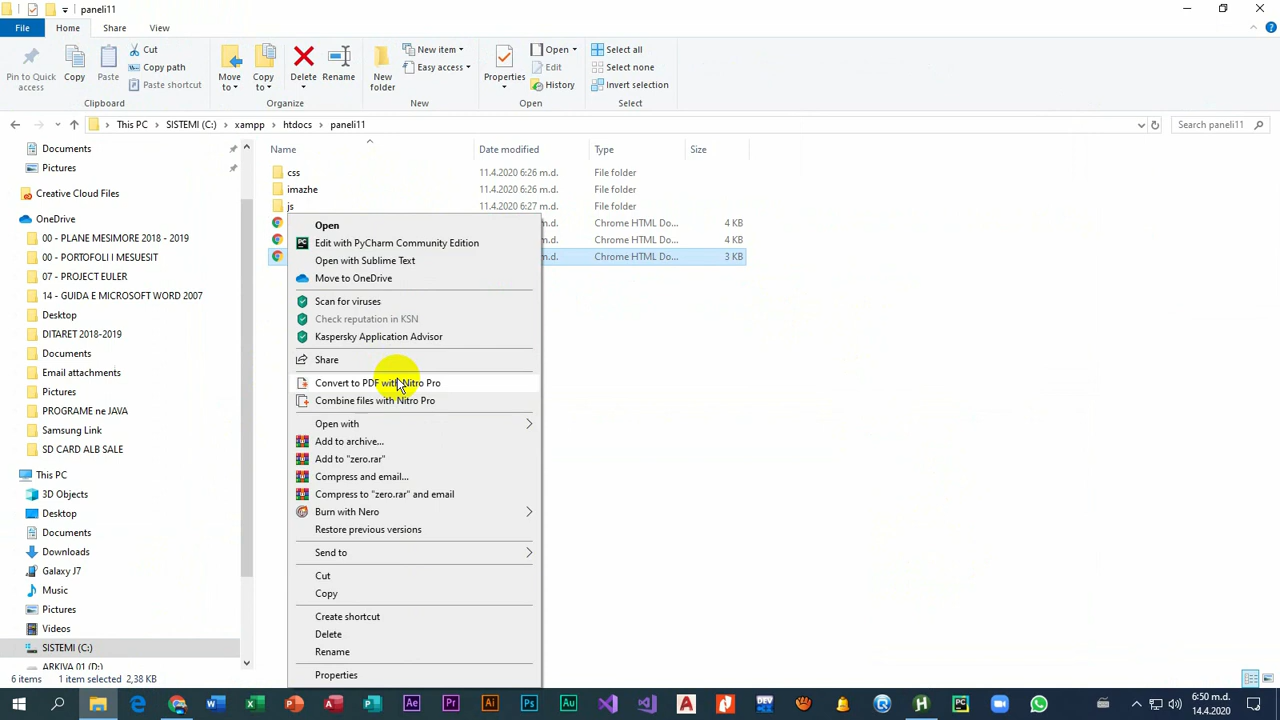 paneli11
File
Home
Share
View
Pin to Quick access
Copy
Paste
Cut
Copy path
Paste shortcut
Clipboard
Move to
Copy to
Delete
Rename
Organize
New folder
New item
Easy access
New
Properties
Open
Edit
History
Open
Select all
Select none
Invert selection
Select
This PC
SISTEMI (C:)
xampp
htdocs
paneli11
Search paneli11
Documents
Pictures
Creative Cloud Files
OneDrive
00 - PLANE MESIMORE 2018 - 2019
00 - PORTOFOLI I MESUESIT
07 - PROJECT EULER
14 - GUIDA E MICROSOFT WORD 2007
Desktop
DITARET 2018-2019
Documents
Email attachments
Pictures
PROGRAME ne JAVA
Samsung Link
SD CARD ALB SALE
This PC
3D Objects
Desktop
Documents
Downloads
Galaxy J7
Music
Pictures
Videos
SISTEMI (C:)
ARKIVA 01 (D:)
Name Date modified Type Size
css 11.4.2020 6:26 m.d. File folder
imazhe 11.4.2020 6:26 m.d. File folder
js 11.4.2020 6:27 m.d. File folder
m.d. Chrome HTML Do... 4 KB
m.d. Chrome HTML Do... 4 KB
m.d. Chrome HTML Do... 3 KB
Open
Edit with PyCharm Community Edition
Open with Sublime Text
Move to OneDrive
Scan for viruses
Check reputation in KSN
Kaspersky Application Advisor
Share
Convert to PDF with Nitro Pro
Combine files with Nitro Pro
Open with
Add to archive...
Add to "zero.rar"
Compress and email...
Compress to "zero.rar" and email
Burn with Nero
Restore previous versions
Send to
Cut
Copy
Create shortcut
Delete
Rename
Properties
6 items 1 item selected 2,38 KB
6:50 m.d.
14.4.2020